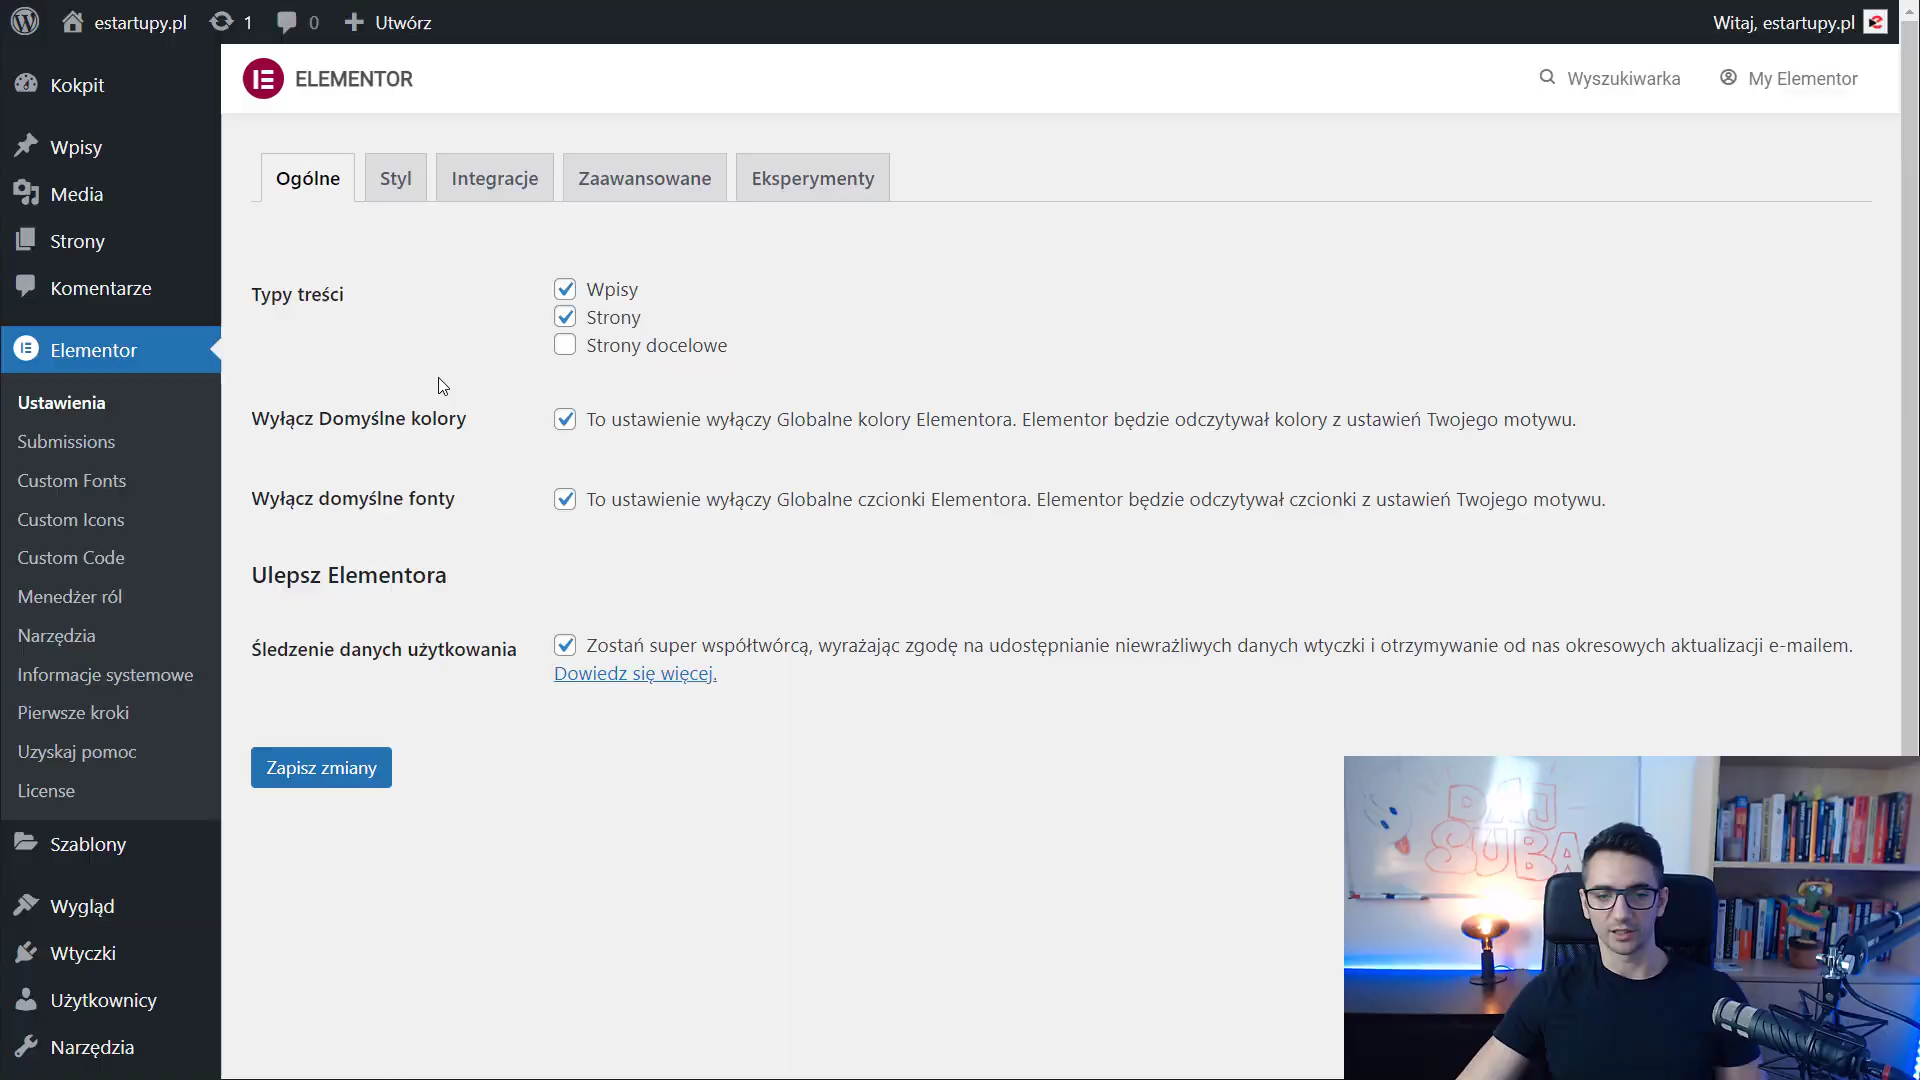 estartupy.pl
1
0
Utwórz
Witaj, estartupy.pl
Kokpit
Wpisy
Media
Strony
Komentarze
Elementor
Ustawienia
Submissions
Custom Fonts
Custom Icons
Custom Code
Menedżer ról
Narzędzia
Informacje systemowe
Pierwsze kroki
Uzyskaj pomoc
License
Szablony
Wygląd
Wtyczki
Użytkownicy
Narzędzia
ELEMENTOR
Wyszukiwarka
My Elementor
Ogólne
Styl
Integracje
Zaawansowane
Eksperymenty
Typy treści
Wpisy
Strony
Strony docelowe
Wyłącz Domyślne kolory
To ustawienie wyłączy Globalne kolory Elementora. Elementor będzie odczytywał kolory z ustawień Twojego motywu.
Wyłącz domyślne fonty
To ustawienie wyłączy Globalne czcionki Elementora. Elementor będzie odczytywał czcionki z ustawień Twojego motywu.
Ulepsz Elementora
Śledzenie danych użytkowania
Zostań super współtwórcą, wyrażając zgodę na udostępnianie niewrażliwych danych wtyczki i otrzymywanie od nas okresowych aktualizacji e-mailem.
Dowiedz się więcej.
Zapisz zmiany
DAJ
SUBA